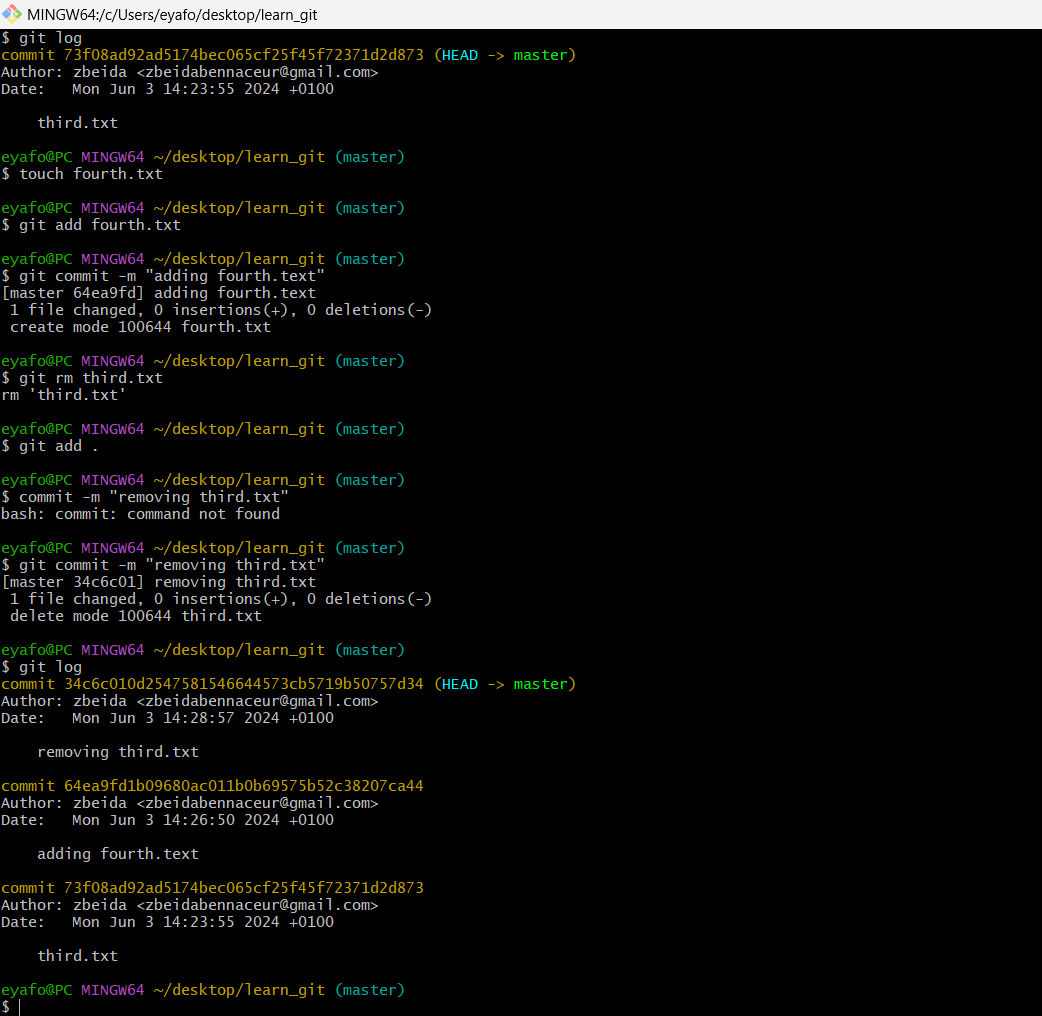 MINGW64:/c/Users/eyafo/desktop/learn_git
$ git log
commit 73f08ad92ad5174bec065cf25f45f72371d2d873 (HEAD -> master)
Author: zbeida <zbeidabennaceur@gmail.com>
Date:   Mon Jun 3 14:23:55 2024 +0100
    third.txt
eyafo@PC MINGW64 ~/desktop/learn_git (master)
$ touch fourth.txt
eyafo@PC MINGW64 ~/desktop/learn_git (master)
$ git add fourth.txt
eyafo@PC MINGW64 ~/desktop/learn_git (master)
$ git commit -m "adding fourth.text"
[master 64ea9fd] adding fourth.text
 1 file changed, 0 insertions(+), 0 deletions(-)
 create mode 100644 fourth.txt
eyafo@PC MINGW64 ~/desktop/learn_git (master)
$ git rm third.txt
rm 'third.txt'
eyafo@PC MINGW64 ~/desktop/learn_git (master)
$ git add .
eyafo@PC MINGW64 ~/desktop/learn_git (master)
$ commit -m "removing third.txt"
bash: commit: command not found
eyafo@PC MINGW64 ~/desktop/learn_git (master)
$ git commit -m "removing third.txt"
[master 34c6c01] removing third.txt
 1 file changed, 0 insertions(+), 0 deletions(-)
 delete mode 100644 third.txt
eyafo@PC MINGW64 ~/desktop/learn_git (master)
$ git log
commit 34c6c010d2547581546644573cb5719b50757d34 (HEAD -> master)
Author: zbeida <zbeidabennaceur@gmail.com>
Date:   Mon Jun 3 14:28:57 2024 +0100
    removing third.txt
commit 64ea9fd1b09680ac011b0b69575b52c38207ca44
Author: zbeida <zbeidabennaceur@gmail.com>
Date:   Mon Jun 3 14:26:50 2024 +0100
    adding fourth.text
commit 73f08ad92ad5174bec065cf25f45f72371d2d873
Author: zbeida <zbeidabennaceur@gmail.com>
Date:   Mon Jun 3 14:23:55 2024 +0100
    third.txt
eyafo@PC MINGW64 ~/desktop/learn_git (master)
$